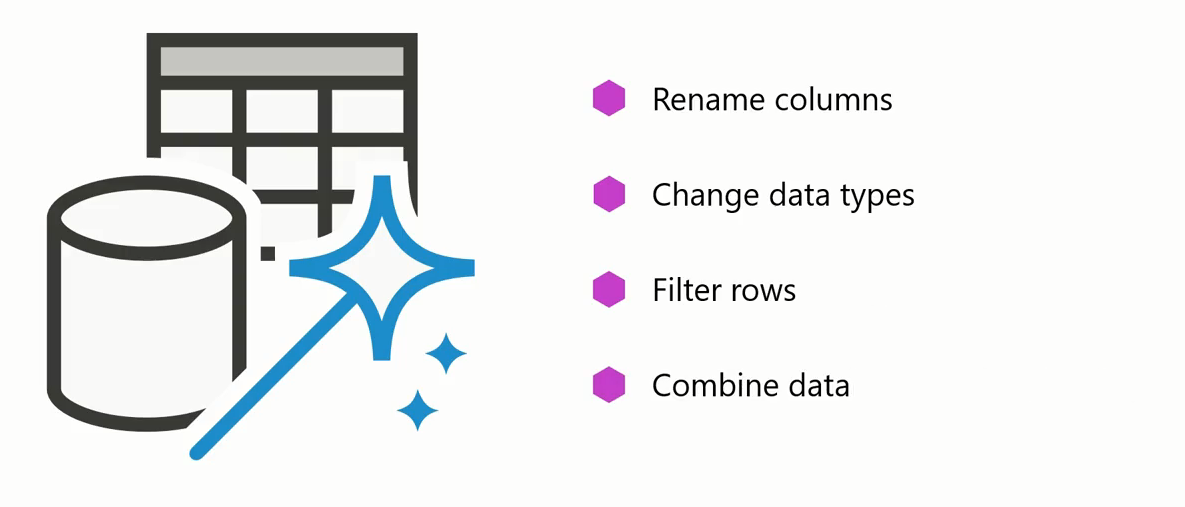 Rename columns
Change data types
Filter rows
Combine data